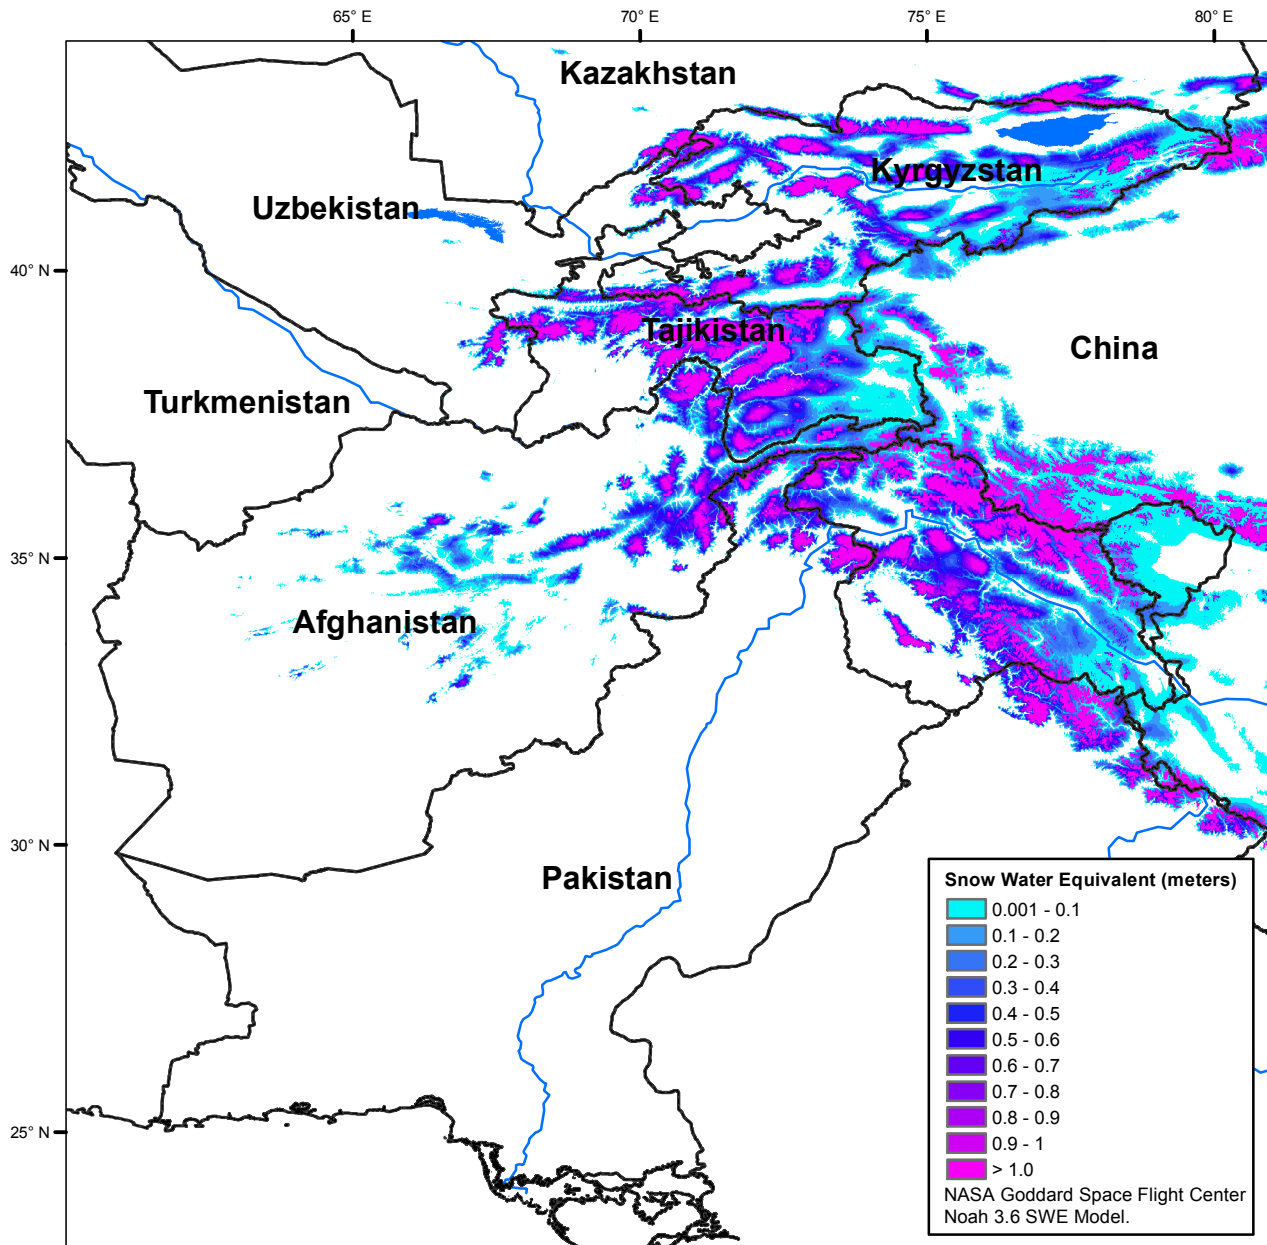 65° E
70° E
75° E
80° E
Kazakhstan
Kyrgyzstan
Uzbekistan
40° N
Tajikistan
China
Turkmenistan
35° N
Afghanistan
30° N
Pakistan
25° N
Snow Water Equivalent (meters)
0.001 - 0.1
0.1 - 0.2
0.2 - 0.3
0.3 - 0.4
0.4 - 0.5
0.5 - 0.6
0.6 - 0.7
0.7 - 0.8
0.8 - 0.9
0.9 - 1
> 1.0
NASA Goddard Space Flight Center
Noah 3.6 SWE Model.